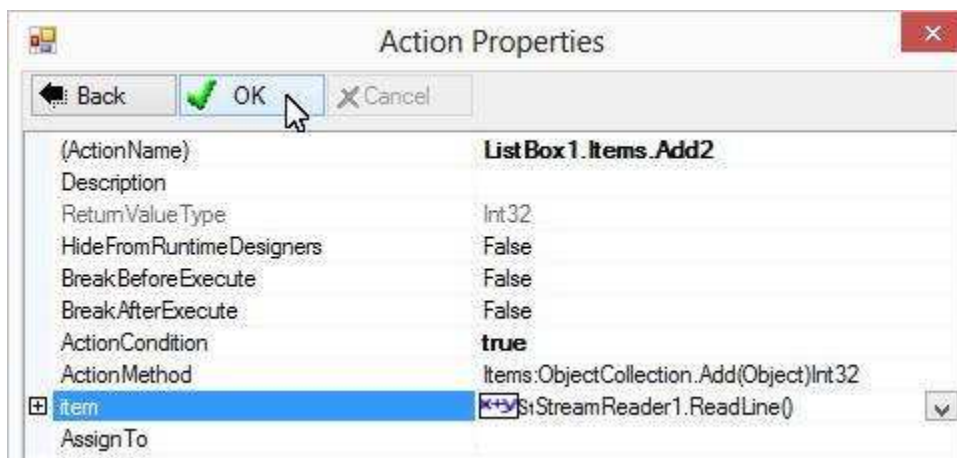 Action Properties
Back OK Cancel
(ActionName) ListBox1.Items.Add2
Description
ReturnValueType Int32
HideFromRuntimeDesigners False
BreakBeforeExecute False
BreakAfterExecute False
ActionCondition true
ActionMethod Items:ObjectCollection.Add(Object)Int32
item x+y StreamReader1.ReadLine()
AssignTo